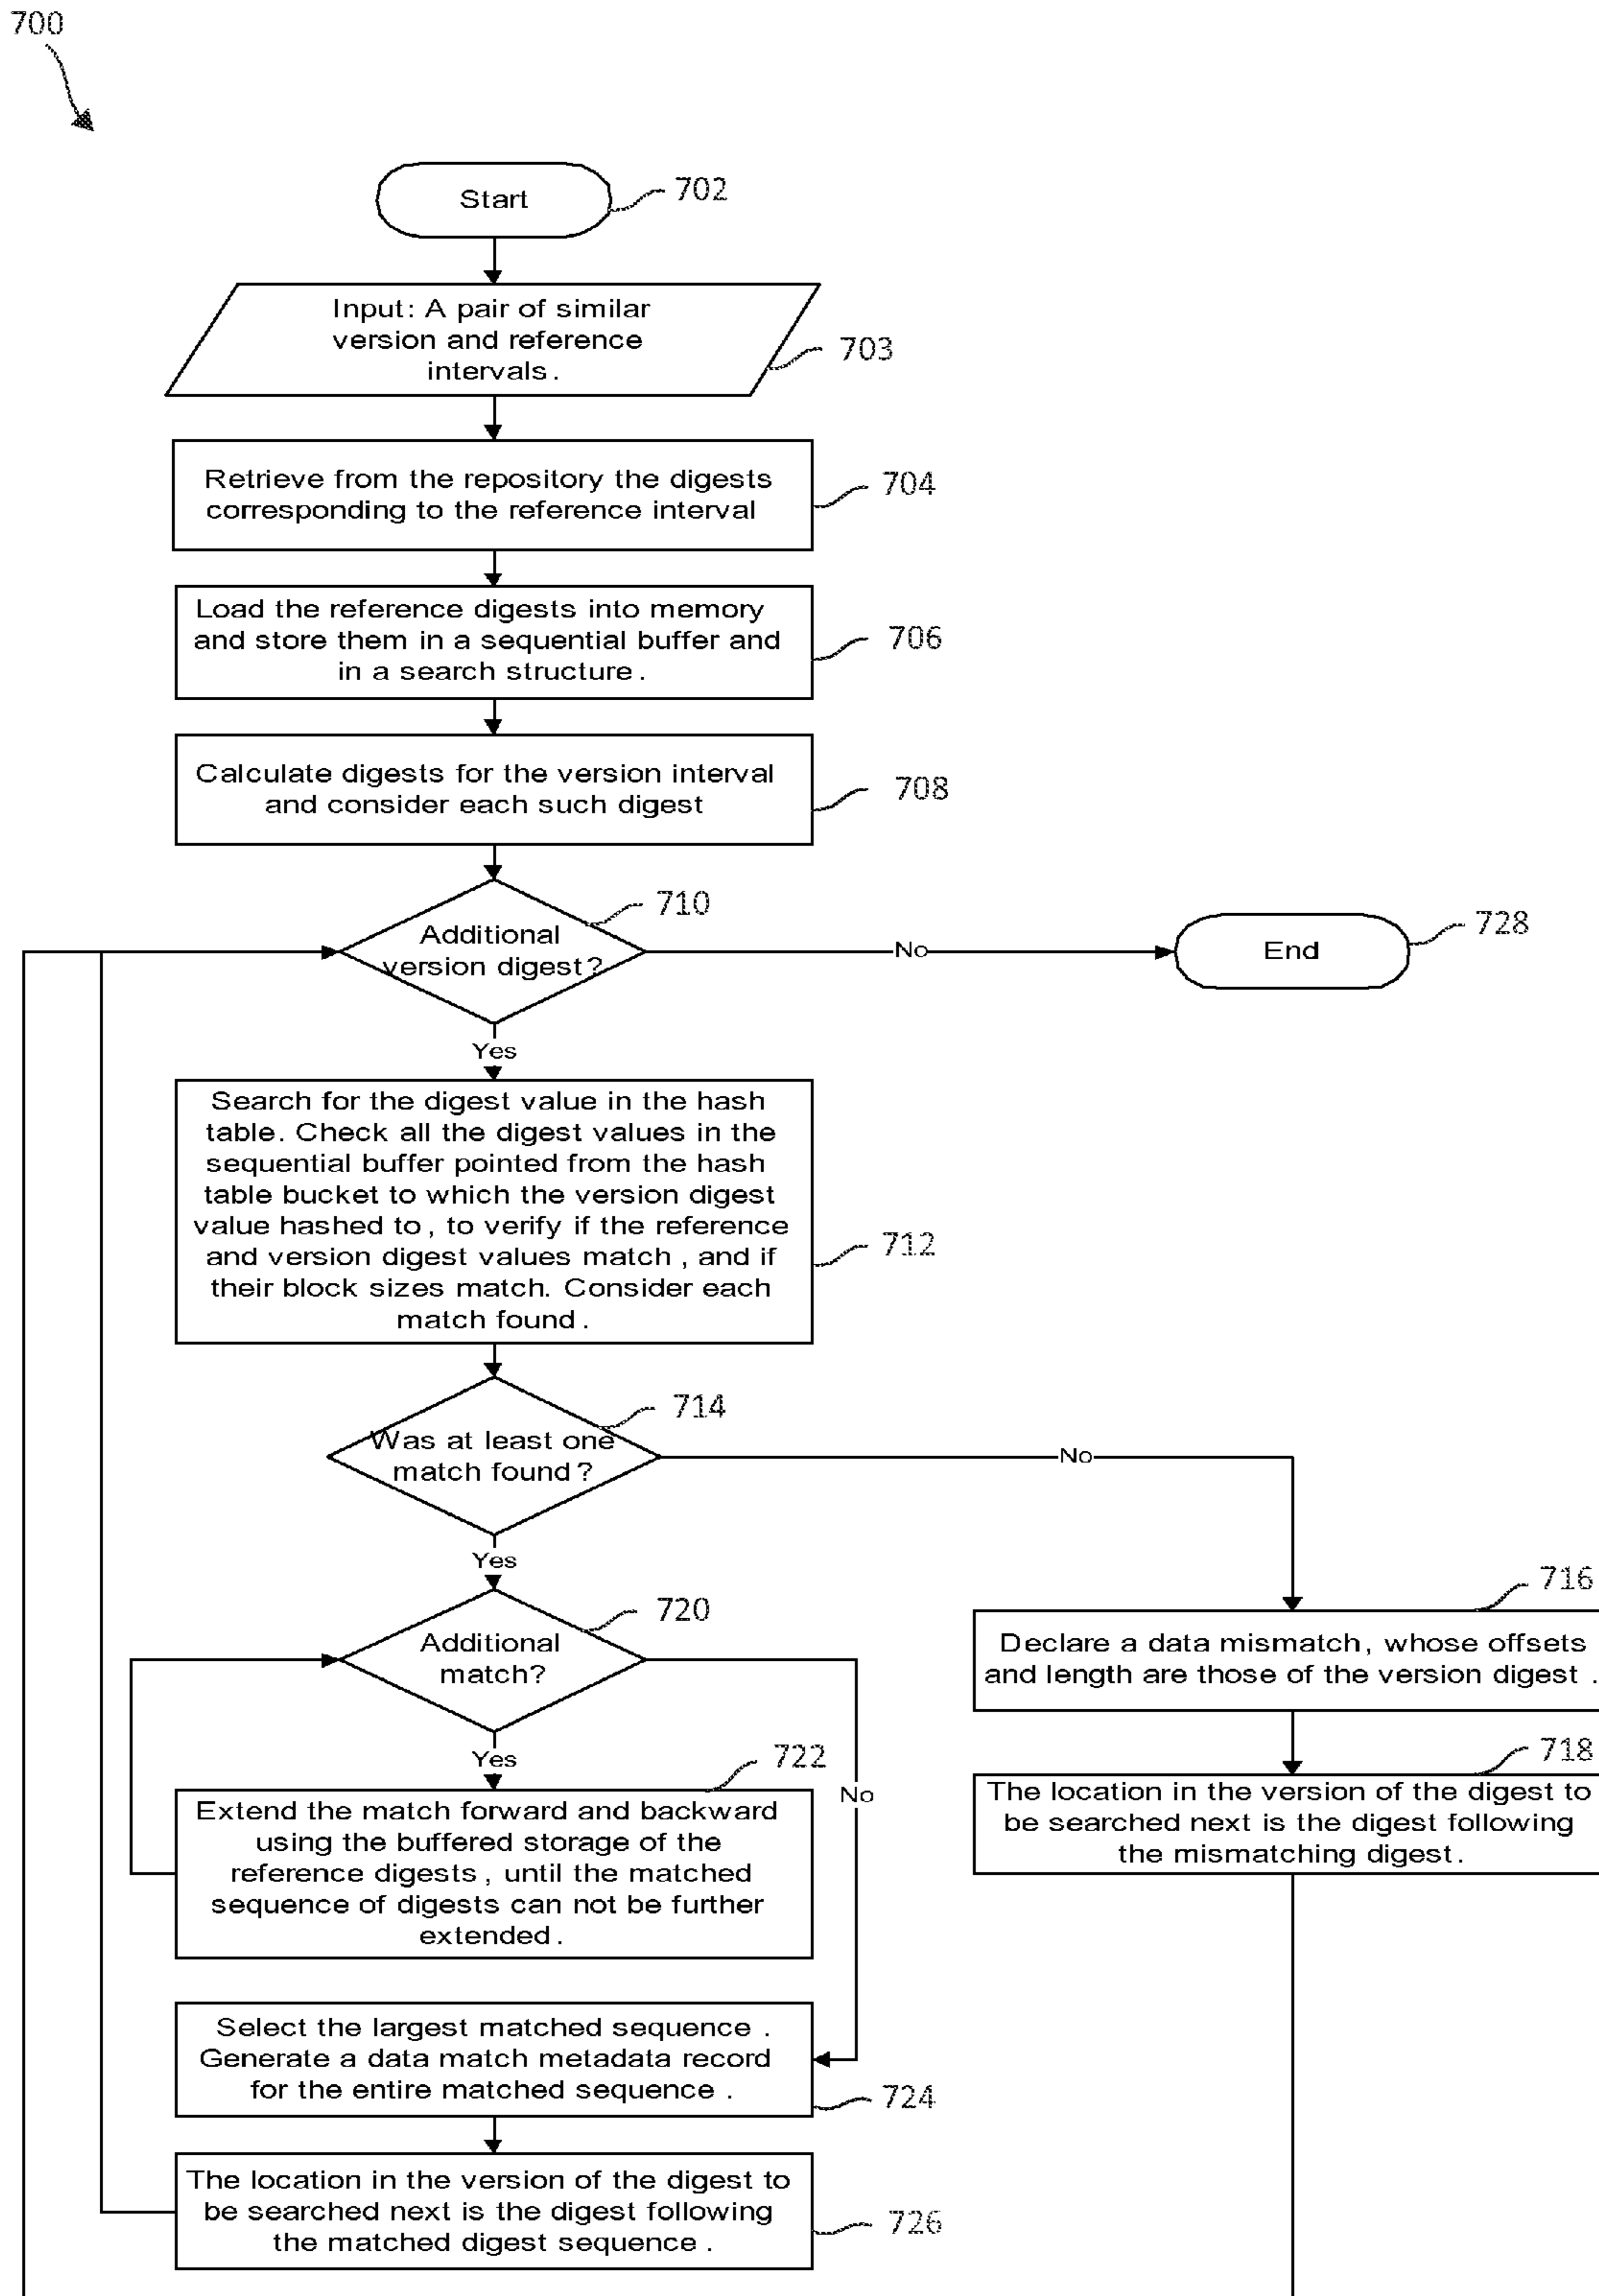 700
Start
702
Input: A pair of similar
version and reference
intervals.
703
Retrieve from the repository the digests
corresponding to the reference interval
704
Load the reference digests into memory
and store them in a sequential buffer and
in a search structure.
706
Calculate digests for the version interval
and consider each such digest
708
710
Additional
version digest?
No
End
728
Yes
Search for the digest value in the hash
table. Check all the digest values in the
sequential buffer pointed from the hash
table bucket to which the version digest
value hashed to, to verify if the reference
and version digest values match, and if
their block sizes match. Consider each
match found.
712
714
Was at least one
match found?
No
Yes
716
Declare a data mismatch, whose offsets
and length are those of the version digest.
720
Additional
match?
718
The location in the version of the digest to
be searched next is the digest following
the mismatching digest.
Yes
No
722
Extend the match forward and backward
using the buffered storage of the
reference digests, until the matched
sequence of digests can not be further
extended.
Select the largest matched sequence.
Generate a data match metadata record
for the entire matched sequence.
724
The location in the version of the digest to
be searched next is the digest following
the matched digest sequence.
726